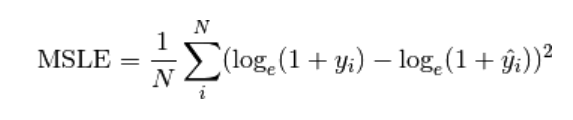 MSLE = \frac{1}{N} \sum_{i}^{N} (\log_e(1 + y_i) - \log_e(1 + \hat{y}_i))^2